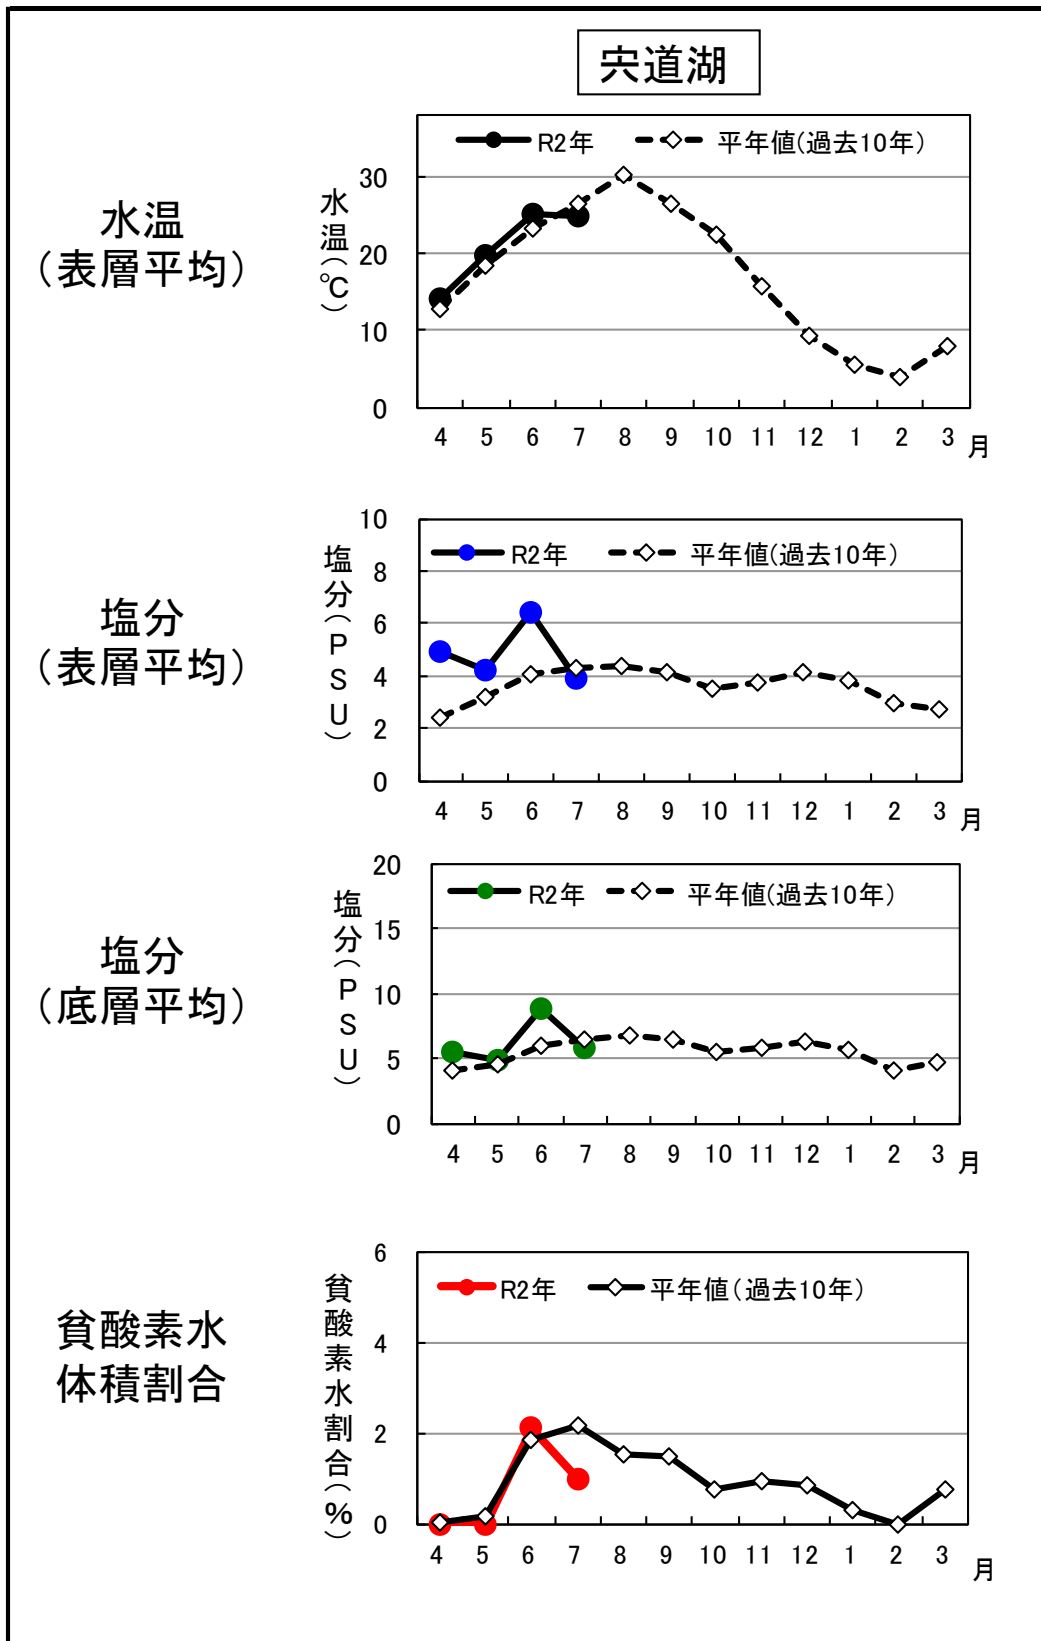 宍道湖
水温
（表層平均）
水温(℃)
R2年
平年値(過去10年)
30
20
10
0
4 5 6 7 8 9 10 11 12 1 2 3 月
塩分
（表層平均）
塩分(PSU)
R2年
平年値(過去10年)
10
8
6
4
2
0
4 5 6 7 8 9 10 11 12 1 2 3 月
塩分
（底層平均）
塩分(PSU)
R2年
平年値(過去10年)
20
15
10
5
0
4 5 6 7 8 9 10 11 12 1 2 3 月
貧酸素水
体積割合
貧酸素水割合(%)
R2年
平年値(過去10年)
6
4
2
0
4 5 6 7 8 9 10 11 12 1 2 3 月